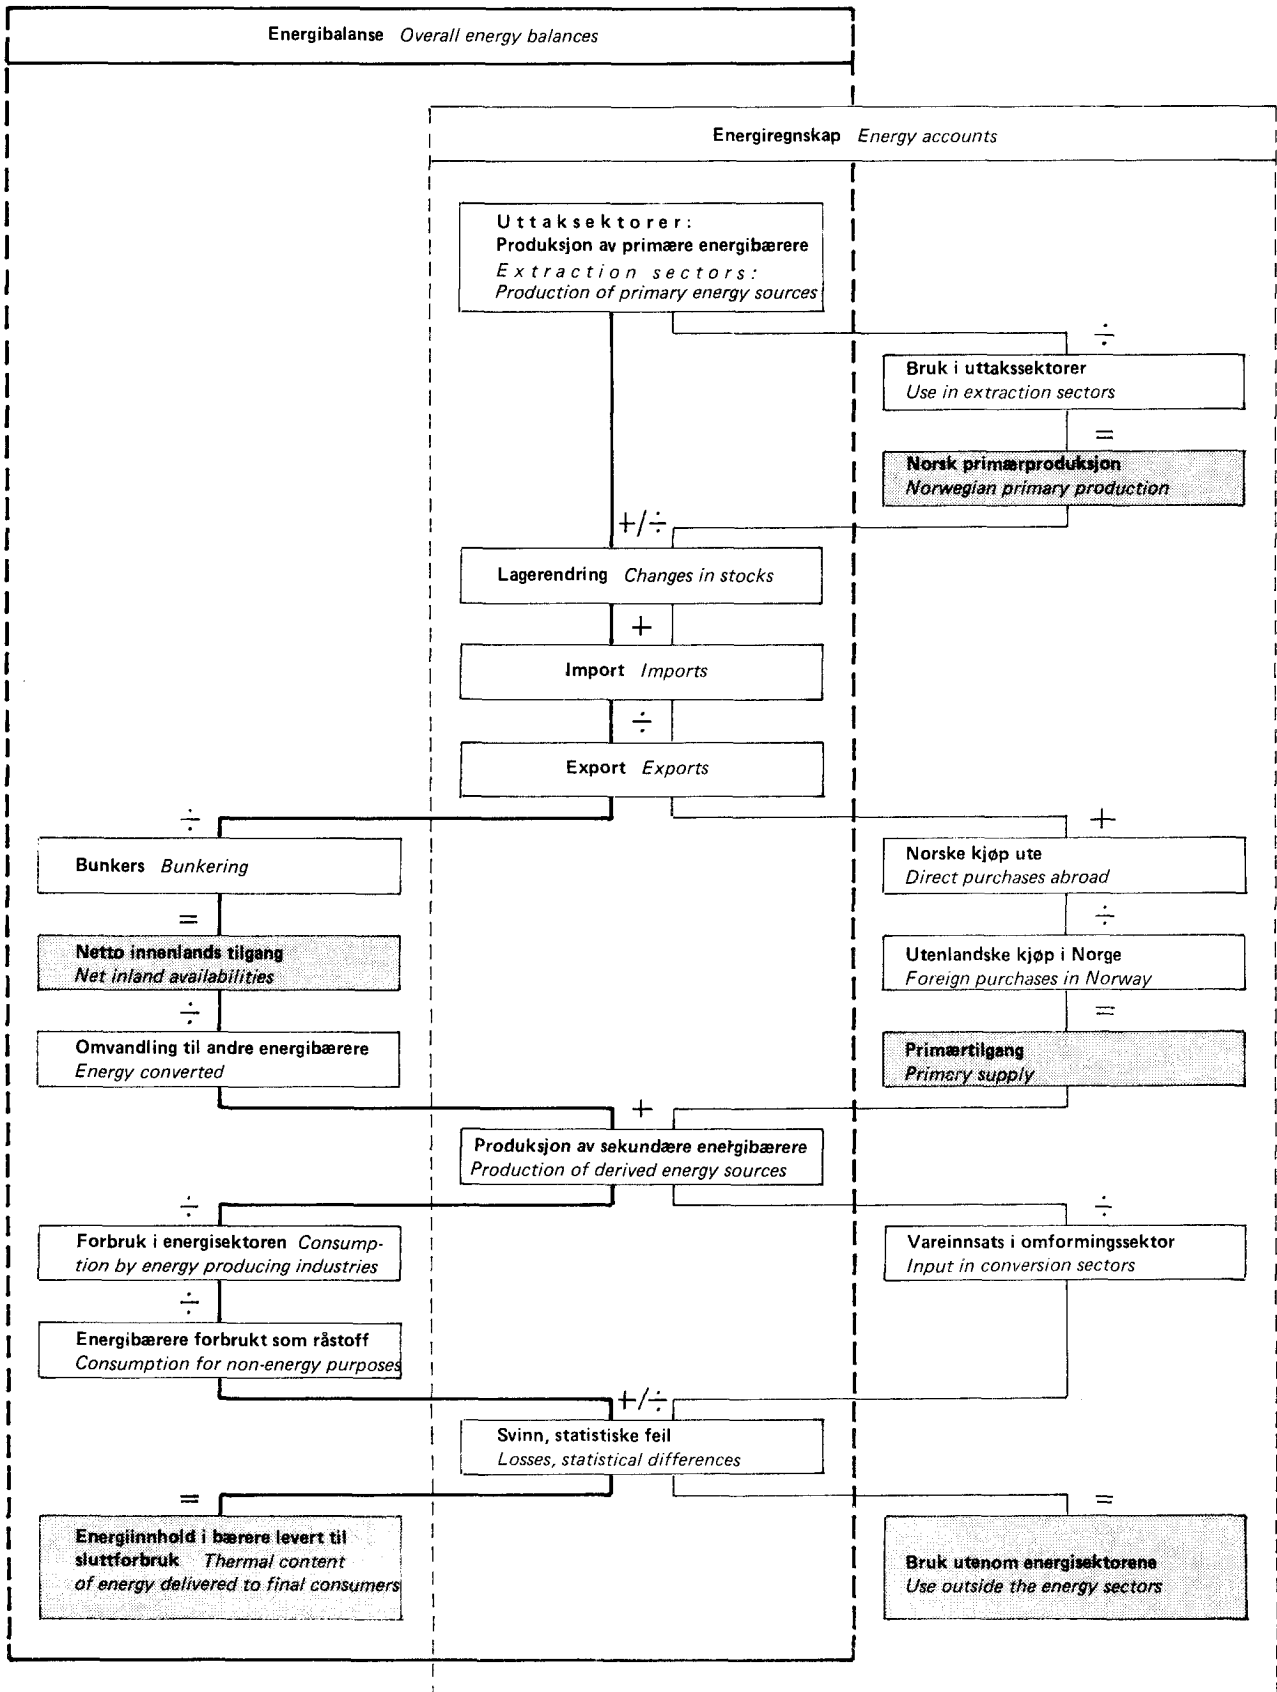 Energibalanse Overall energy balances
Energiregnskap Energy accounts
Uttaksektorer:
Produksjon av primære energibærere
Extraction sectors:
Production of primary energy sources
÷
Bruk i uttakssektorer
Use in extraction sectors
=
Norsk primærproduksjon
Norwegian primary production
+/÷
Lagerendring Changes in stocks
+
Import Imports
÷
Export Exports
÷
Bunkers Bunkering
+
Norske kjøp ute
Direct purchases abroad
=
Netto innenlands tilgang
Net inland availabilities
÷
Utenlandske kjøp i Norge
Foreign purchases in Norway
÷
Omvandling til andre energibærere
Energy converted
=
Primærtilgang
Primary supply
+
Produksjon av sekundære energibærere
Production of derived energy sources
÷
Forbruk i energisektoren Consump-
tion by energy producing industries
÷
Vareinnsats i omformingssektor
Input in conversion sectors
÷
Energibærere forbrukt som råstoff
Consumption for non-energy purposes
+/÷
Svinn, statistiske feil
Losses, statistical differences
=
Energiinnhold i bærere levert til
sluttforbruk Thermal content
of energy delivered to final consumers
=
Bruk utenom energisektorene
Use outside the energy sectors